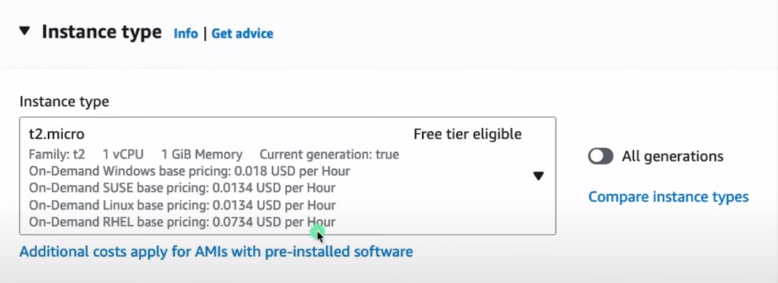 Instance type Info | Get advice
Instance type
t2.micro Free tier eligible
Family: t2 1 vCPU 1 GiB Memory Current generation: true
On-Demand Windows base pricing: 0.018 USD per Hour
On-Demand SUSE base pricing: 0.0134 USD per Hour
On-Demand Linux base pricing: 0.0134 USD per Hour
On-Demand RHEL base pricing: 0.0734 USD per Hour
All generations
Compare instance types
Additional costs apply for AMIs with pre-installed software